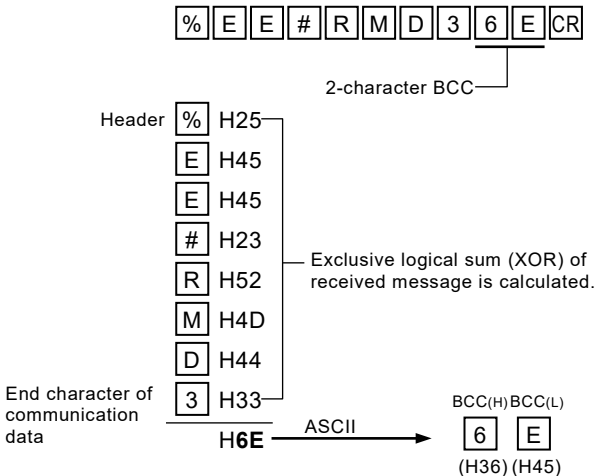 % E E # R M D 3 6 E CR
2-character BCC
Header % H25
E H45
E H45
# H23
R H52
M H4D
D H44
3 H33
Exclusive logical sum (XOR) of
received message is calculated.
End character of
communication
data
H6E
ASCII
BCC(H) BCC(L)
6 E
(H36) (H45)